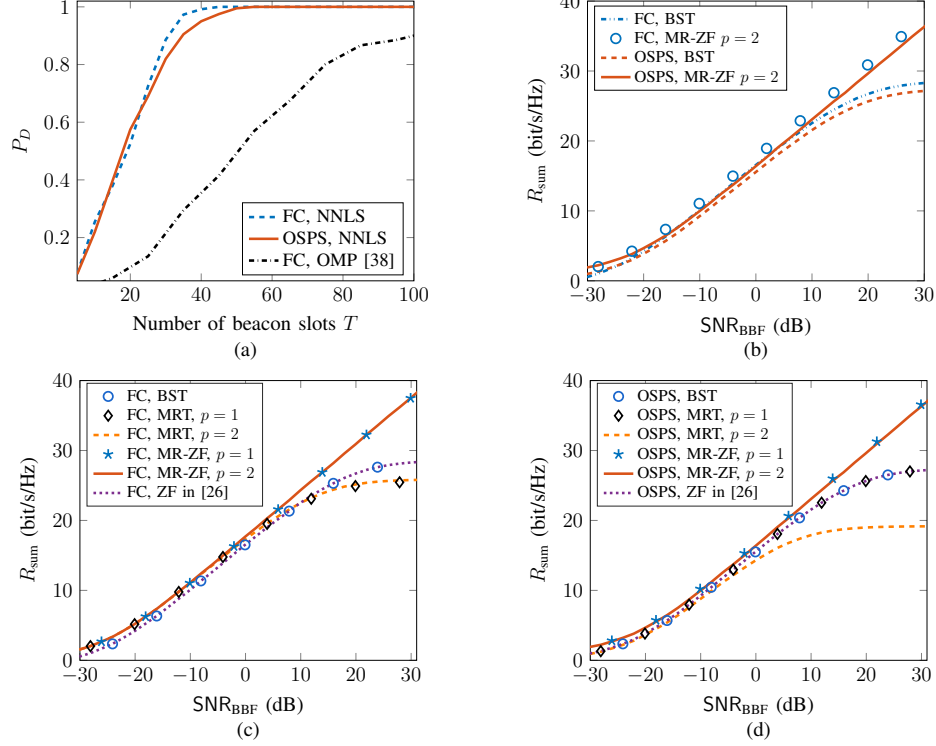 1
0.8
0.6
0.4
0.2
P_D
FC, NNLS
OSPS, NNLS
FC, OMP [38]
20 40 60 80 100
Number of beacon slots T
(a)
40
30
20
10
0
R_sum (bit/s/Hz)
FC, BST
FC, MR-ZF p = 2
OSPS, BST
OSPS, MR-ZF p = 2
−30 −20 −10 0 10 20 30
SNR_BBF (dB)
(b)
40
30
20
10
0
R_sum (bit/s/Hz)
FC, BST
FC, MRT, p = 1
FC, MRT, p = 2
FC, MR-ZF, p = 1
FC, MR-ZF, p = 2
FC, ZF in [26]
−30 −20 −10 0 10 20 30
SNR_BBF (dB)
(c)
40
30
20
10
0
R_sum (bit/s/Hz)
OSPS, BST
OSPS, MRT, p = 1
OSPS, MRT, p = 2
OSPS, MR-ZF, p = 1
OSPS, MR-ZF, p = 2
OSPS, ZF in [26]
−30 −20 −10 0 10 20 30
SNR_BBF (dB)
(d)